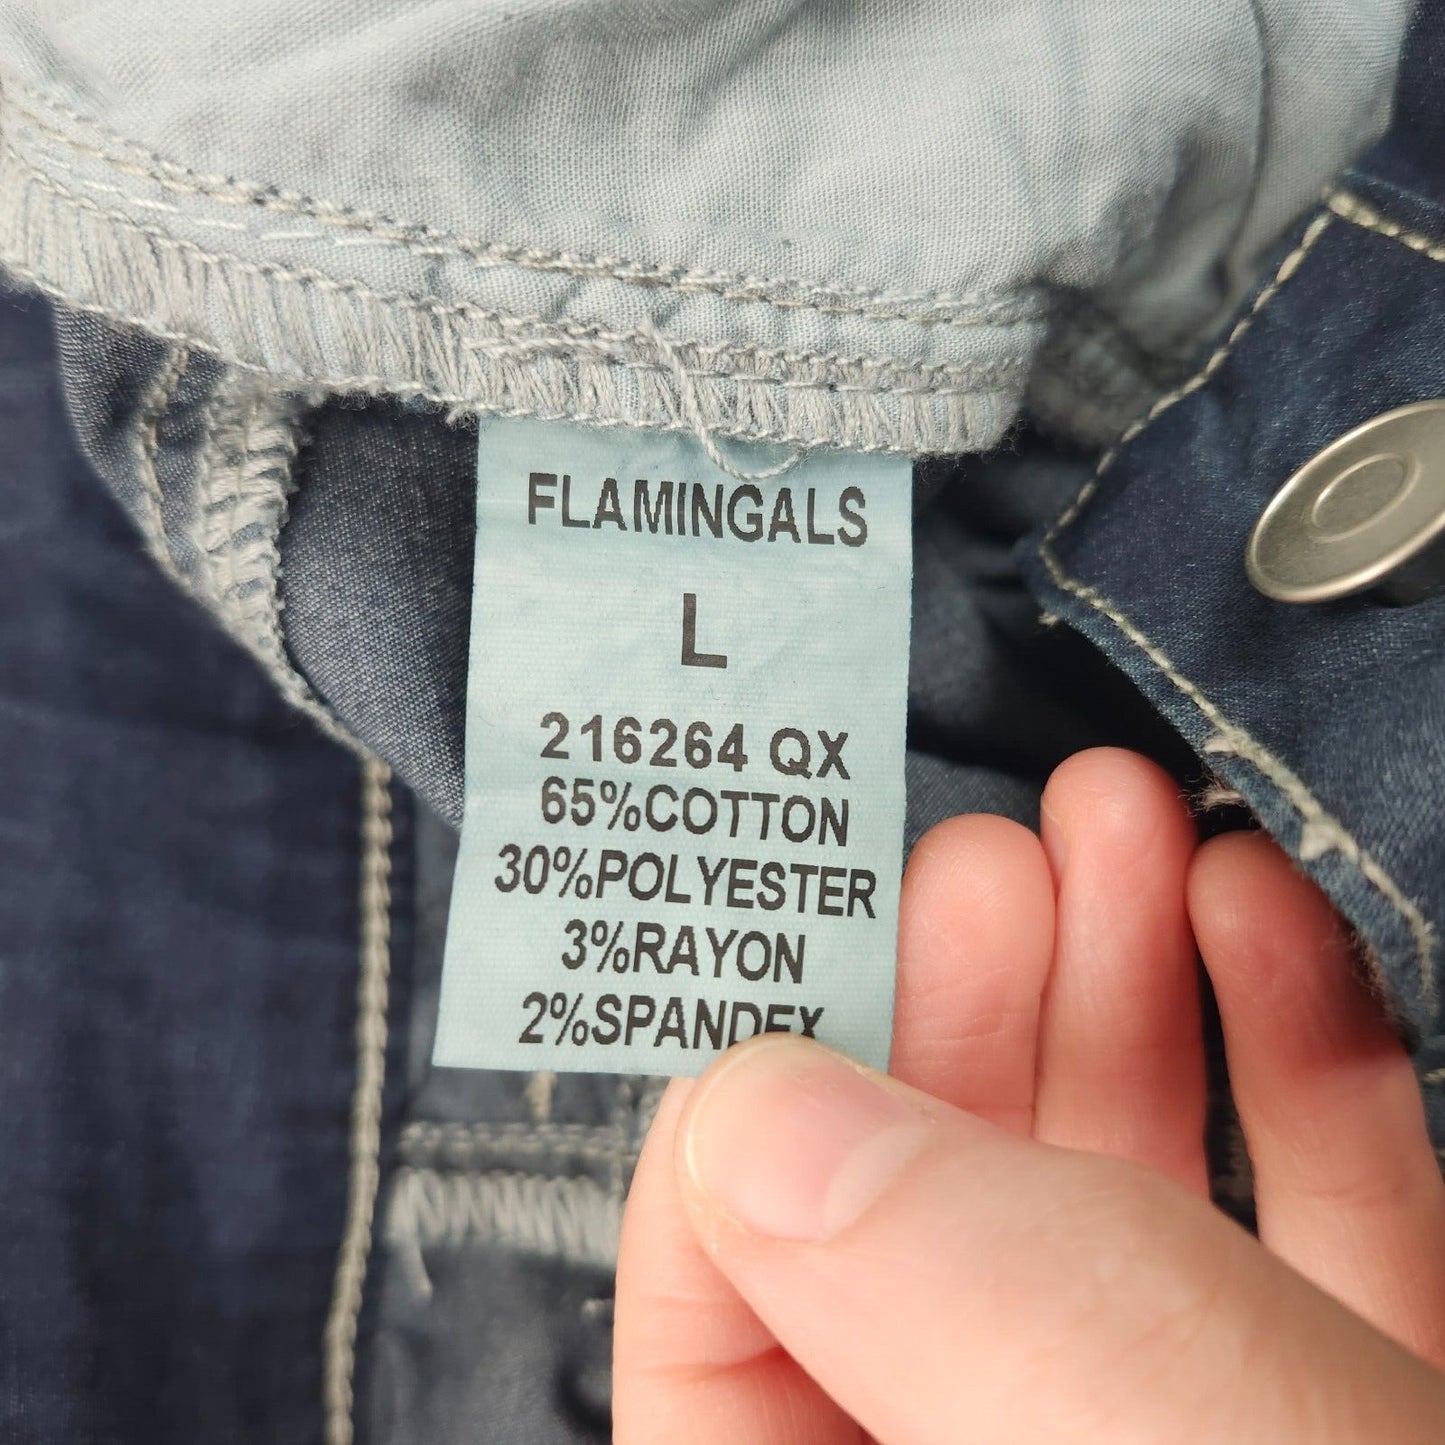 FLAMINGALS
L
216264 QX
65%COTTON
30%POLYESTER
3%RAYON
2%SPANDEX